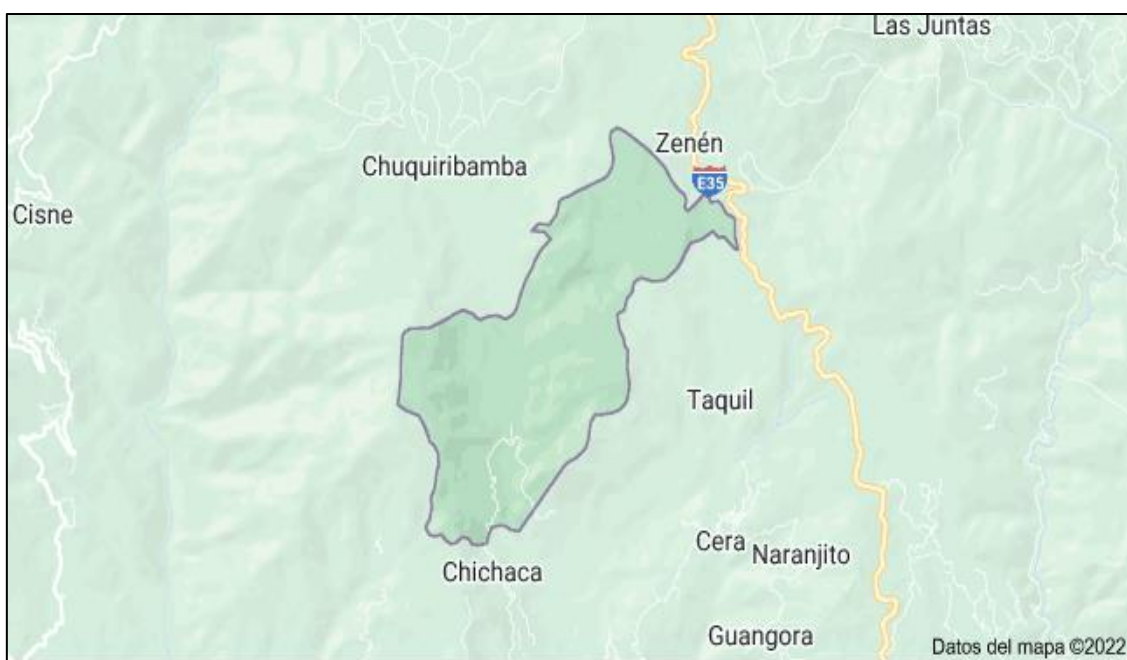 Las Juntas
Zenén
Chuquiribamba
E35
Cisne
Taquil
Cera
Naranjito
Chichaca
Guangora
Datos del mapa ©2022